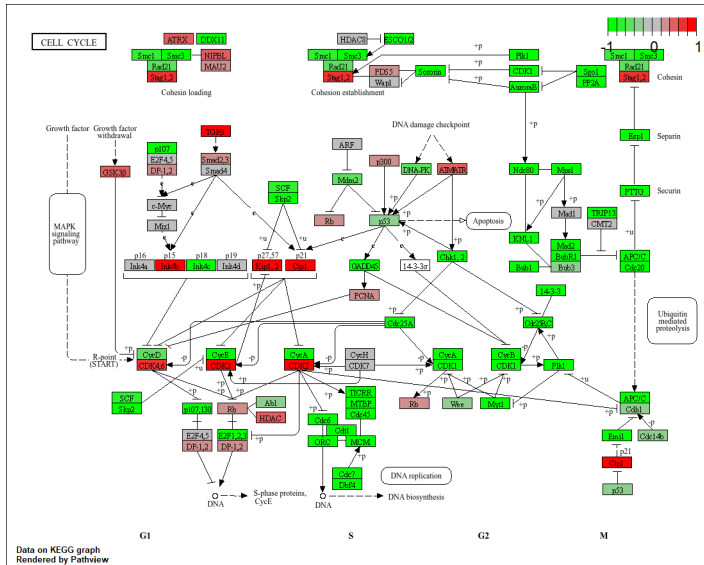 CELL CYCLE
ATRX
DDX11
Smc1
Smc3
NIPBL
Rad21
MAU2
Stag1,2
Cohesin loading
HDAC8
ESCO1/2
Smc1
Smc3
Rad21
Stag1,2
PDS5
Wapl
Sororin
Cohesion establishment
+p
Plk1
CDK1
AuroraB
Sgo1
PP2A
-1
0
1
Smc1
Smc3
Rad21
Stag1,2
Cohesin
Growth factor
Growth factor
withdrawal
GSK3β
TGFβ
p107
E2F4,5
DP-1,2
Smad2,3
Smad4
c-Myc
Miz1
SCF
Skp2
ARF
Mdm2
p300
Rb
p53
DNA damage checkpoint
DNA-PK
ATM/ATR
Apoptosis
Ndc80
Mps1
KNL1
Mad1
Mad2
BubR1
Bub3
Bub1
TRIP13
CMT2
Esp1
Separin
PTTG
Securin
APC/C
Cdc20
MAPK
signaling
pathway
p16
p15
p18
p19
p27,57
p21
Ink4a
Ink4b
Ink4c
Ink4d
Kip1,2
Cip1
GADD45
14-3-3σ
Chk1,2
PCNA
14-3-3
Cdc25A
Cdc25B,C
Ubiquitin
mediated
proteolysis
R-point
(START)
CycD
CDK4,6
CycE
CDK2
CycA
CDK2
CycH
CDK7
CycA
CDK1
CycB
CDK1
Plk1
SCF
Skp2
p107,130
Rb
Abl
HDAC
E2F4,5
DP-1,2
E2F1,2,3
DP-1,2
TICRR
MTBP
Cdc45
Cdc6
Cdt1
ORC
MCM
Cdc7
Dbf4
Rb
Wee
Myt1
APC/C
Cdh1
Emi1
Cdc14b
p21
Cip1
p53
DNA replication
DNA
S-phase proteins,
CycE
DNA
DNA biosynthesis
G1
S
G2
M
Data on KEGG graph
Rendered by Pathview